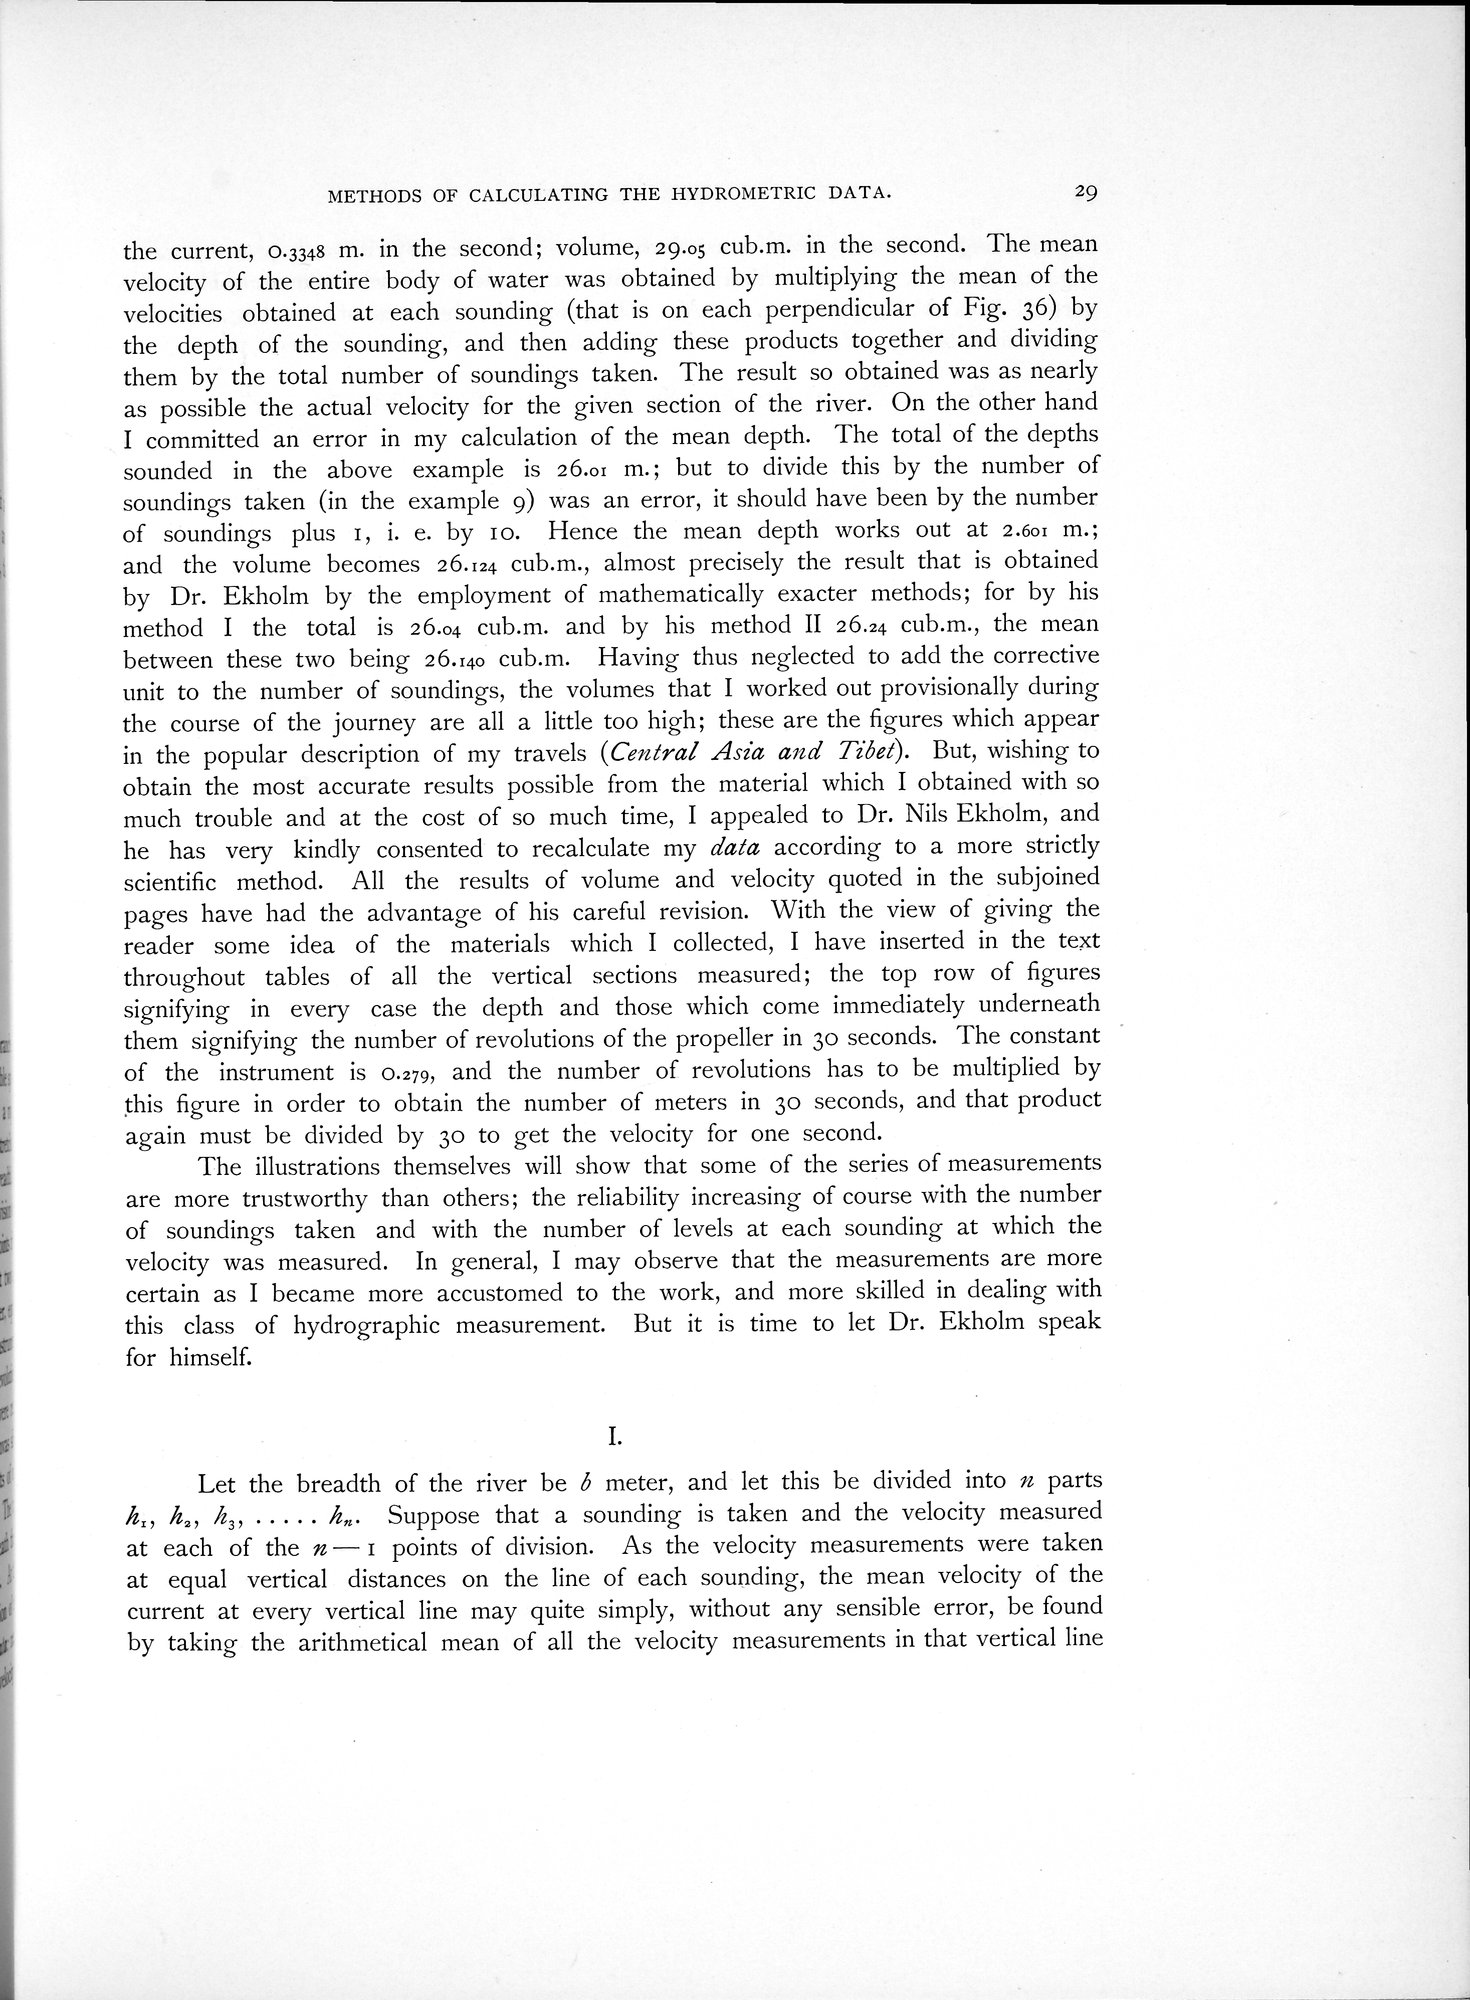 METHODS OF CALCULATING THE HYDROMETRIC DATA. 29
the current, 0.3348 m. in the second; volume, 29.05 cub.m. in the second. The mean
velocity of the entire body of water was obtained by multiplying the mean of the
velocities obtained at each sounding (that is on each perpendicular of Fig. 36) by
the depth of the sounding, and then adding these products together and dividing
them by the total number of soundings taken. The result so obtained was as nearly
as possible the actual velocity for the given section of the river. On the other hand
I committed an error in my calculation of the mean depth. The total of the depths
sounded in the above example is 26.01 m.; but to divide this by the number of
soundings taken (in the example 9) was an error, it should have been by the number
of soundings plus 1, i. e. by 10. Hence the mean depth works out at 2.601 m.;
and the volume becomes 26.124 cub.m., almost precisely the result that is obtained
by Dr. Ekholm by the employment of mathematically exacter methods; for by his
method I the total is 26.04 cub.m. and by his method II 26.24 cub.m., the mean
between these two being 26.140 cub.m. Having thus neglected to add the corrective
unit to the number of soundings, the volumes that I worked out provisionally during
the course of the journey are all a little too high; these are the figures which appear
in the popular description of my travels (Central Asia and Tibet). But, wishing to
obtain the most accurate results possible from the material which I obtained with so
much trouble and at the cost of so much time, I appealed to Dr. Nils Ekholm, and
he has very kindly consented to recalculate my data according to a more strictly
scientific method. All the results of volume and velocity quoted in the subjoined
pages have had the advantage of his careful revision. With the view of giving the
reader some idea of the materials which I collected, I have inserted in the text
throughout tables of all the vertical sections measured; the top row of figures
signifying in every case the depth and those which come immediately underneath
them signifying the number of revolutions of the propeller in 30 seconds. The constant
of the instrument is 0.279, and the number of revolutions has to be multiplied by
this figure in order to obtain the number of meters in 30 seconds, and that product
again must be divided by 30 to get the velocity for one second.
The illustrations themselves will show that some of the series of measurements
are more trustworthy than others; the reliability increasing of course with the number
of soundings taken and with the number of levels at each sounding at which the
velocity was measured. In general, I may observe that the measurements are more
certain as I became more accustomed to the work, and more skilled in dealing with
this class of hydrographic measurement. But it is time to let Dr. Ekholm speak
for himself.
I.
Let the breadth of the river be b meter, and let this be divided into n parts
h₁, h₂, h₃, ..... hₙ. Suppose that a sounding is taken and the velocity measured
at each of the n — 1 points of division. As the velocity measurements were taken
at equal vertical distances on the line of each sounding, the mean velocity of the
current at every vertical line may quite simply, without any sensible error, be found
by taking the arithmetical mean of all the velocity measurements in that vertical line